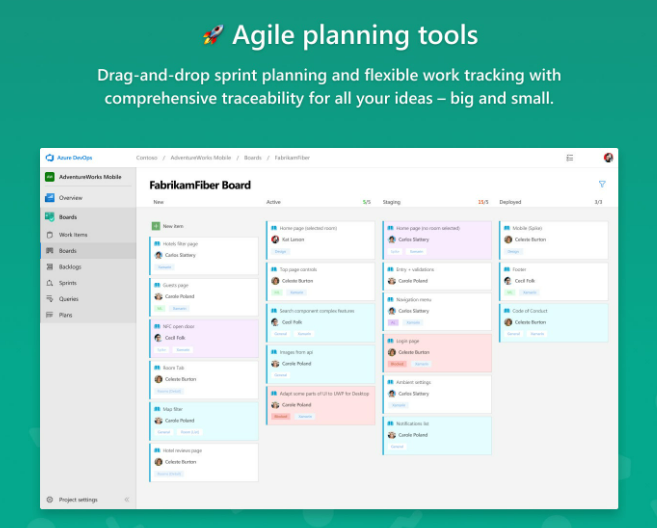 🚀 Agile planning tools
Drag-and-drop sprint planning and flexible work tracking with
comprehensive traceability for all your ideas – big and small.
Azure DevOps
Contoso / AdventureWorks Mobile / Boards / FabrikamFiber
AdventureWorks Mobile
Overview
Boards
Work Items
Boards
Backlogs
Sprints
Queries
Plans
Project settings
FabrikamFiber Board
New
Active 5/5
Staging
Deployed 3/3
New item
Hotels filter page
Carlos Slattery
Guests page
Carole Poland
NFC open door
Cecil Folk
Room Tab
Celeste Burton
Map filter
Carole Poland
Hotel reviews page
Celeste Burton
Home page (selected room)
Kat Larsson
Top page controls
Celeste Burton
Search component complex features
Cecil Folk
Images from api
Carole Poland
Adapt some parts of UI to UWP for Desktop
Carole Poland
Home page (no room selected)
Carlos Slattery
Entry + validations
Carole Poland
Navigation menu
Carlos Slattery
Login page
Celeste Burton
Ambient settings
Carlos Slattery
Notifications list
Carole Poland
Mobile (Spike)
Celeste Burton
Footer
Cecil Folk
Code of Conduct
Celeste Burton